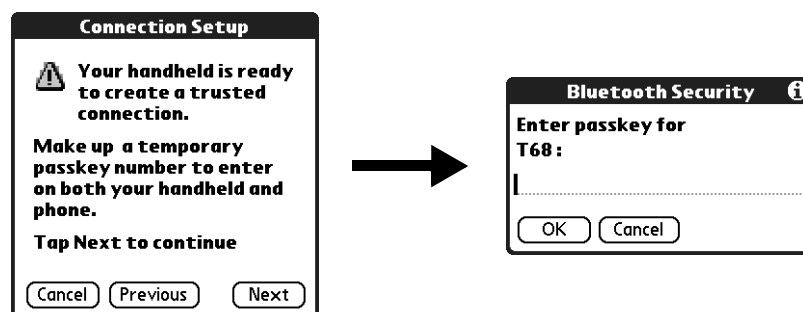 Connection Setup
Your handheld is ready
to create a trusted
connection.
Make up a temporary
passkey number to enter
on both your handheld and
phone.
Tap Next to continue
Cancel Previous Next
Bluetooth Security i
Enter passkey for
T68:
OK Cancel